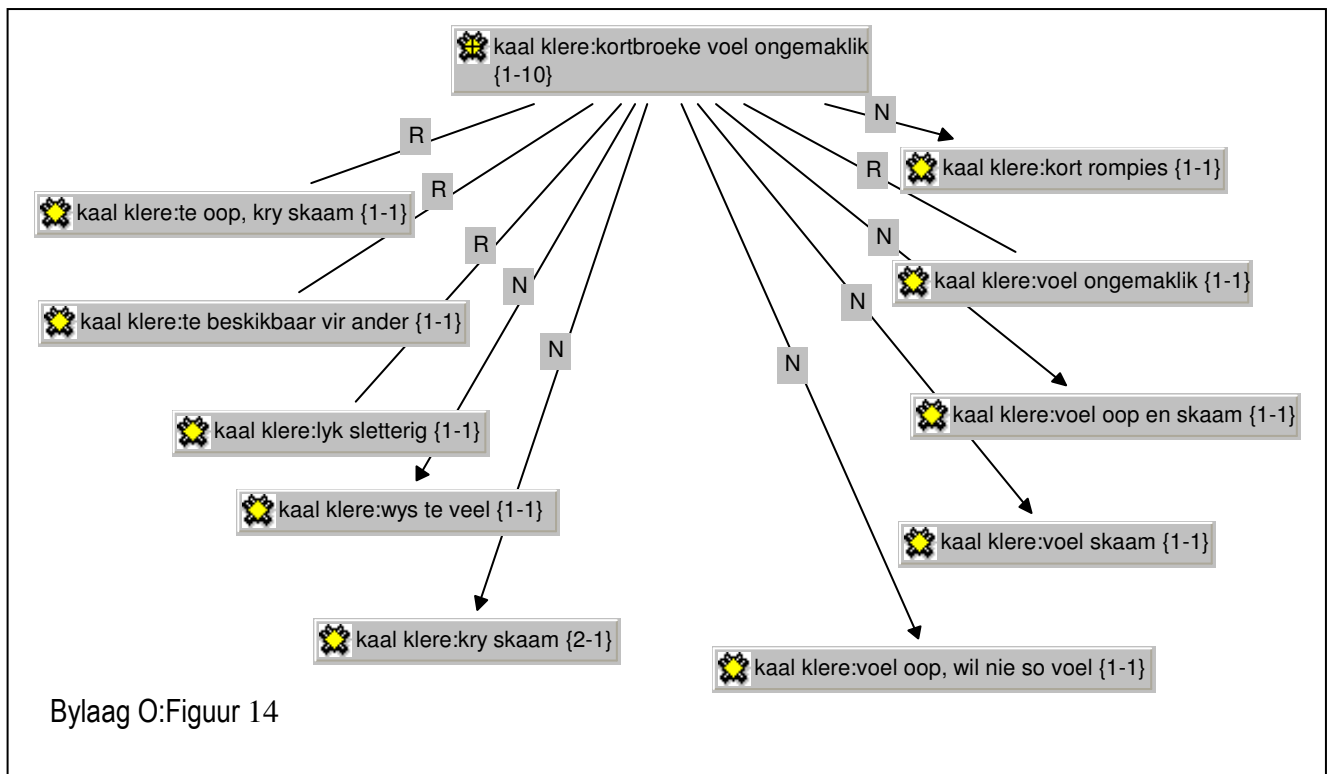 kaal klere:kortbroeke voel ongemaklik
{1-10}
N
R
kaal klere:kort rompies {1-1}
R
R
kaal klere:te oop, kry skaam {1-1}
N
R
kaal klere:voel ongemaklik {1-1}
N
N
kaal klere:te beskikbaar vir ander {1-1}
N
N
kaal klere:voel oop en skaam {1-1}
kaal klere:lyk sletterig {1-1}
kaal klere:wys te veel {1-1}
kaal klere:voel skaam {1-1}
kaal klere:kry skaam {2-1}
kaal klere:voel oop, wil nie so voel {1-1}
Bylaag O:Figuur 14